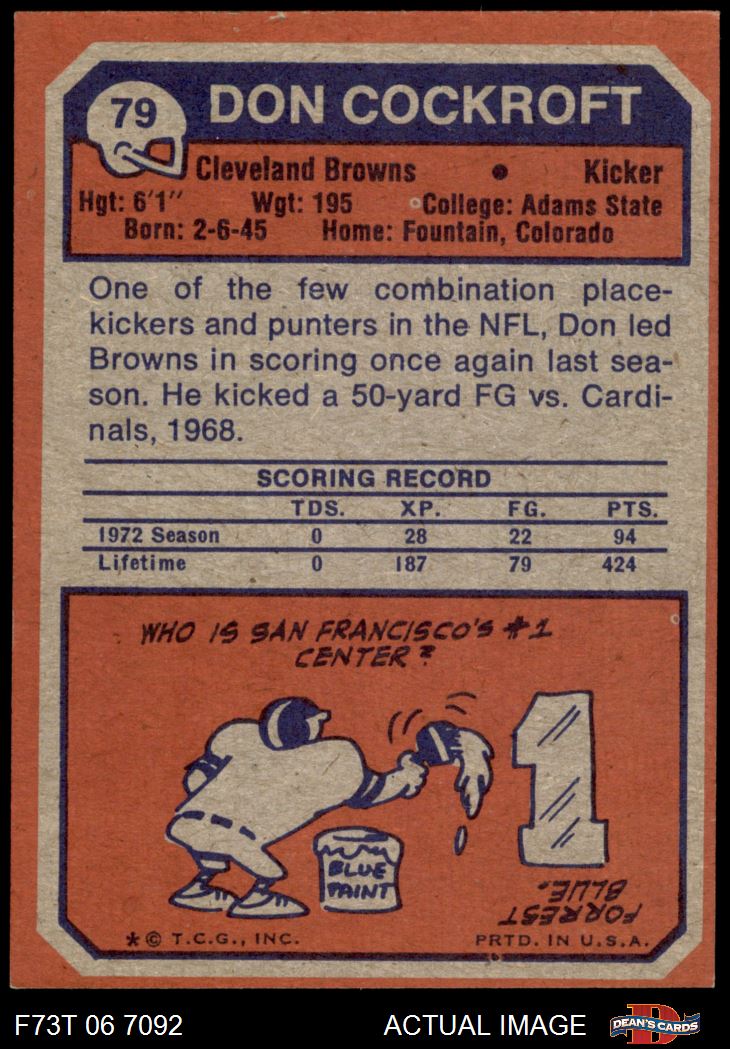 79
DON COCKROFT
Cleveland Browns • Kicker
Hgt: 6'1" Wgt: 195 College: Adams State
Born: 2-6-45 Home: Fountain, Colorado
One of the few combination place-
kickers and punters in the NFL, Don led
Browns in scoring once again last sea-
son. He kicked a 50-yard FG vs. Cardi-
nals, 1968.
SCORING RECORD
TDS. XP. FG. PTS.
1972 Season 0 28 22 94
Lifetime 0 187 79 424
WHO IS SAN FRANCISCO'S #1
CENTER?
1
BLUE
PAINT
FORREST
BLUE.
* © T.C.G., INC. PRTD. IN U.S.A.
F73T 06 7092 ACTUAL IMAGE
D
DEAN'S CARDS